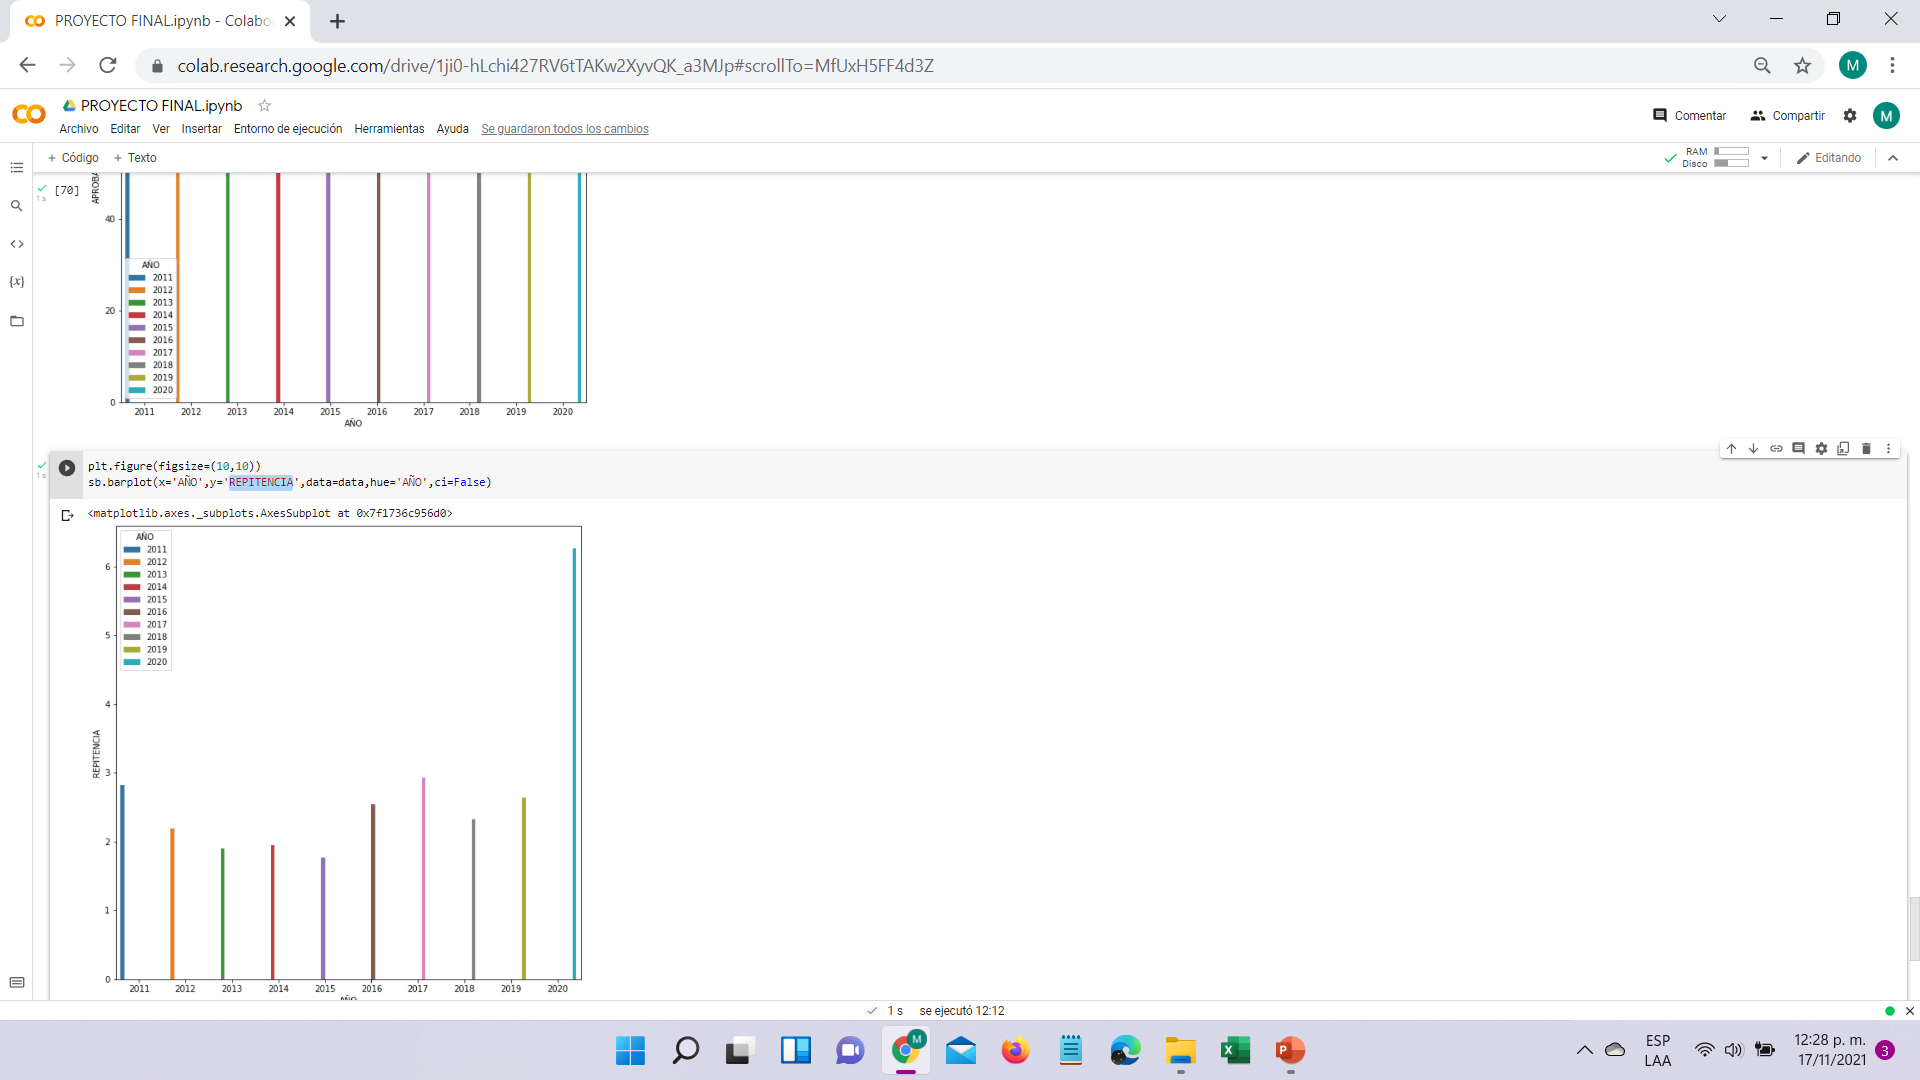 PROYECTO FINAL.ipynb - Colabo
colab.research.google.com/drive/1ji0-hLchi427RV6tTAKw2XyvQK_a3MJp#scrollTo=MfUxH5FF4d3Z
M
PROYECTO FINAL.ipynb
Archivo Editar Ver Insertar Entorno de ejecución Herramientas Ayuda Se guardaron todos los cambios
Comentar Compartir M
+ Código + Texto
RAM
Disco
Editando
[70]
1 s
40
20
0
AÑO
2011
2012
2013
2014
2015
2016
2017
2018
2019
2020
2011 2012 2013 2014 2015 2016 2017 2018 2019 2020
AÑO
1 s
plt.figure(figsize=(10,10))
sb.barplot(x='AÑO',y='REPITENCIA',data=data,hue='AÑO',ci=False)
<matplotlib.axes._subplots.AxesSubplot at 0x7f1736c956d0>
AÑO
2011
2012
2013
2014
2015
2016
2017
2018
2019
2020
6
5
4
3
2
1
0
REPITENCIA
2011 2012 2013 2014 2015 2016 2017 2018 2019 2020
AÑO
1 s se ejecutó 12:12
ESP
LAA
12:28 p. m.
17/11/2021
3